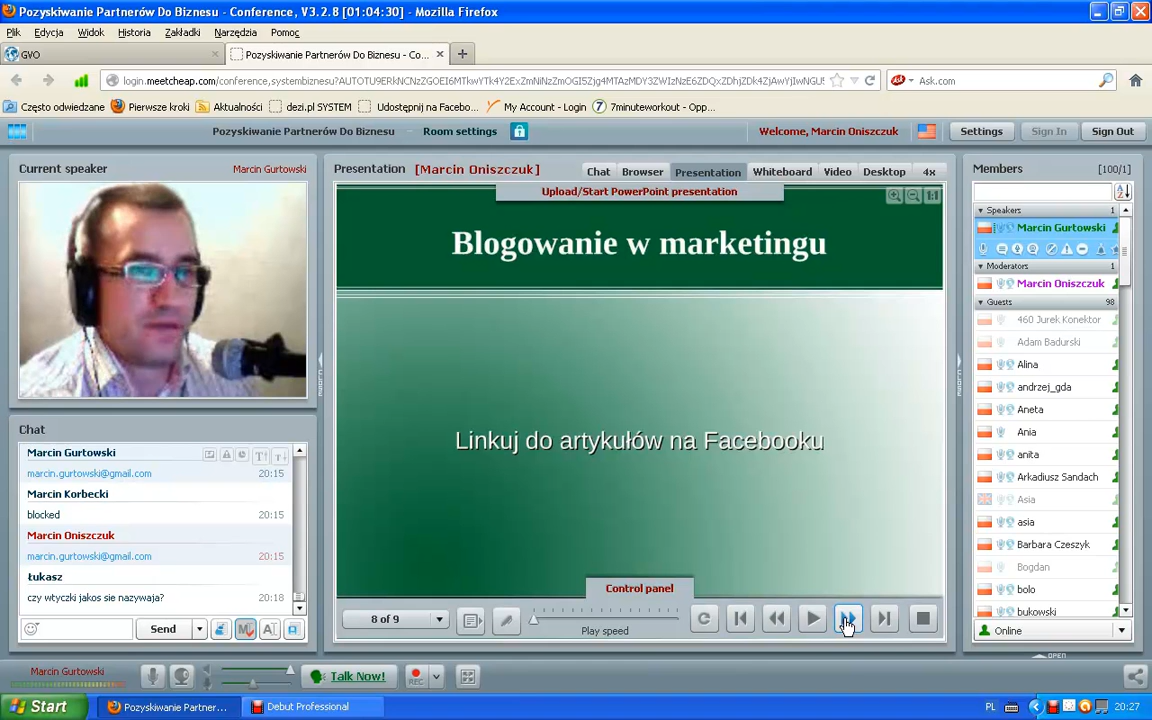 Pozyskiwanie Partnerów Do Biznesu - Conference, V3.2.8 [01:04:30] - Mozilla Firefox
Plik Edycja Widok Historia Zakładki Narzędzia Pomoc
GVO
Pozyskiwanie Partnerów Do Biznesu - Co...
Ask.com
Często odwiedzane
Pierwsze kroki
Aktualności
dezi.pl SYSTEM
Udostępnij na Facebo...
My Account - Login
7minuteworkout - Opp...
Pozyskiwanie Partnerów Do Biznesu
Room settings
Welcome, Marcin Oniszczuk
Settings
Sign In
Sign Out
Current speaker
Marcin Gurtowski
Presentation [Marcin Oniszczuk]
Chat
Browser
Presentation
Whiteboard
Video
Desktop
4x
Upload/Start PowerPoint presentation
1:1
Blogowanie w marketingu
Linkuj do artykułów na Facebooku
Control panel
8 of 9
Play speed
Members
[100/1]
Speakers 1
Marcin Gurtowski
Moderators 1
Marcin Oniszczuk
Guests 98
460 Jurek Konektor
Adam Badurski
Alina
andrzej_gda
Aneta
Ania
anita
Arkadiusz Sandach
Asia
asia
Barbara Czeszyk
Bogdan
bolo
bukowski
Online
Chat
Marcin Gurtowski
marcin.gurtowski@gmail.com 20:15
Marcin Korbecki
blocked 20:15
Marcin Oniszczuk
marcin.gurtowski@gmail.com 20:15
Łukasz
czy wtyczki jakos sie nazywaja? 20:18
Send
Marcin Gurtowski
Talk Now!
REC
OPEN
Start
Pozyskiwanie Partner...
Debut Professional
PL
20:27